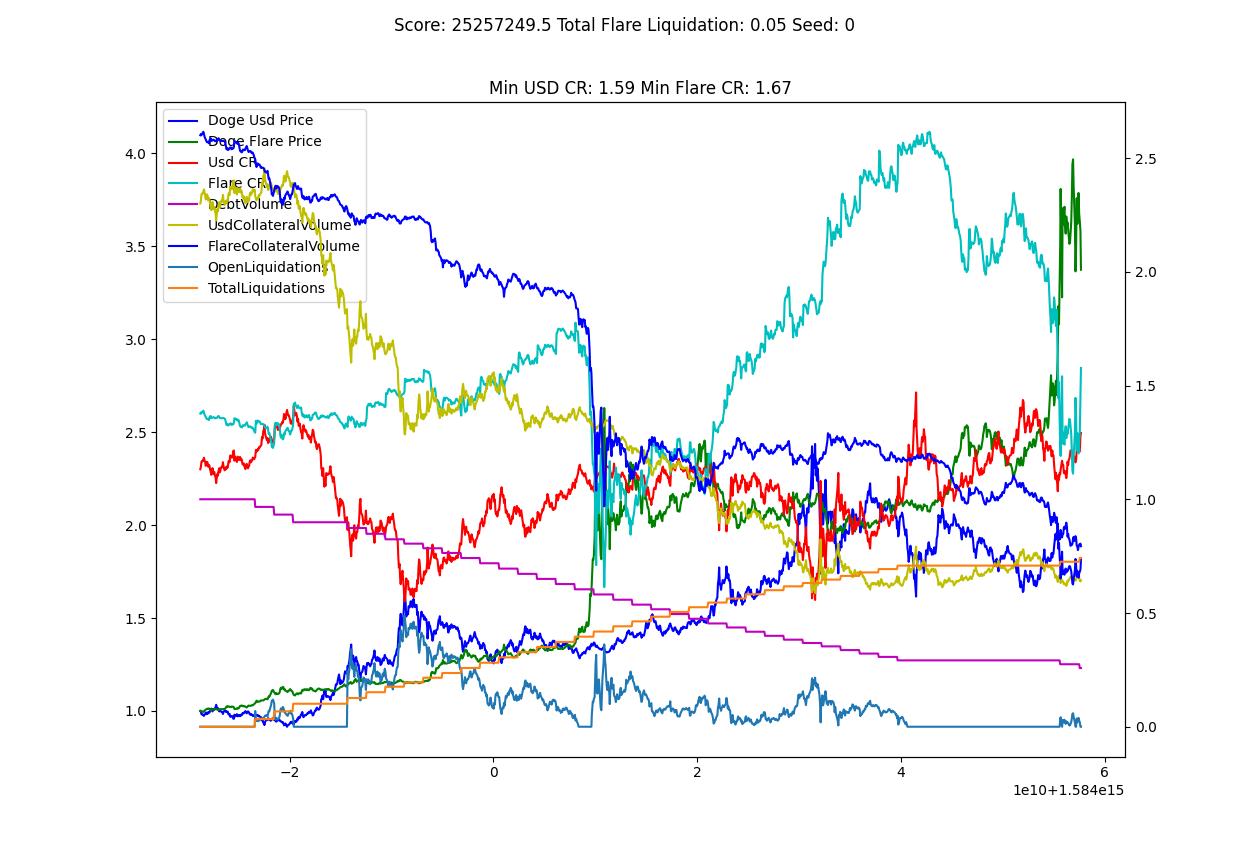 Score: 25257249.5 Total Flare Liquidation: 0.05 Seed: 0
Min USD CR: 1.59 Min Flare CR: 1.67
Doge Usd Price
Doge Flare Price
Usd CR
Flare CR
DebtVolume
UsdCollateralVolume
FlareCollateralVolume
OpenLiquidations
TotalLiquidations
4.0
3.5
3.0
2.5
2.0
1.5
1.0
2.5
2.0
1.5
1.0
0.5
0.0
−2 0 2 4 6
1e10+1.584e15